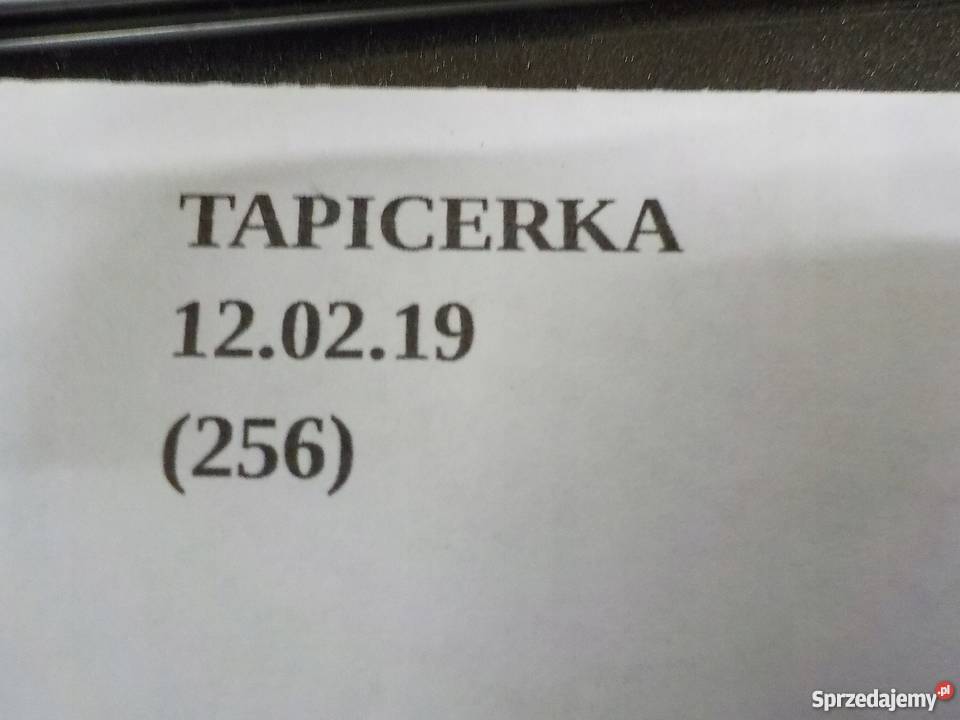 TAPICERKA
12.02.19
(256)
Sprzedajemy.pl